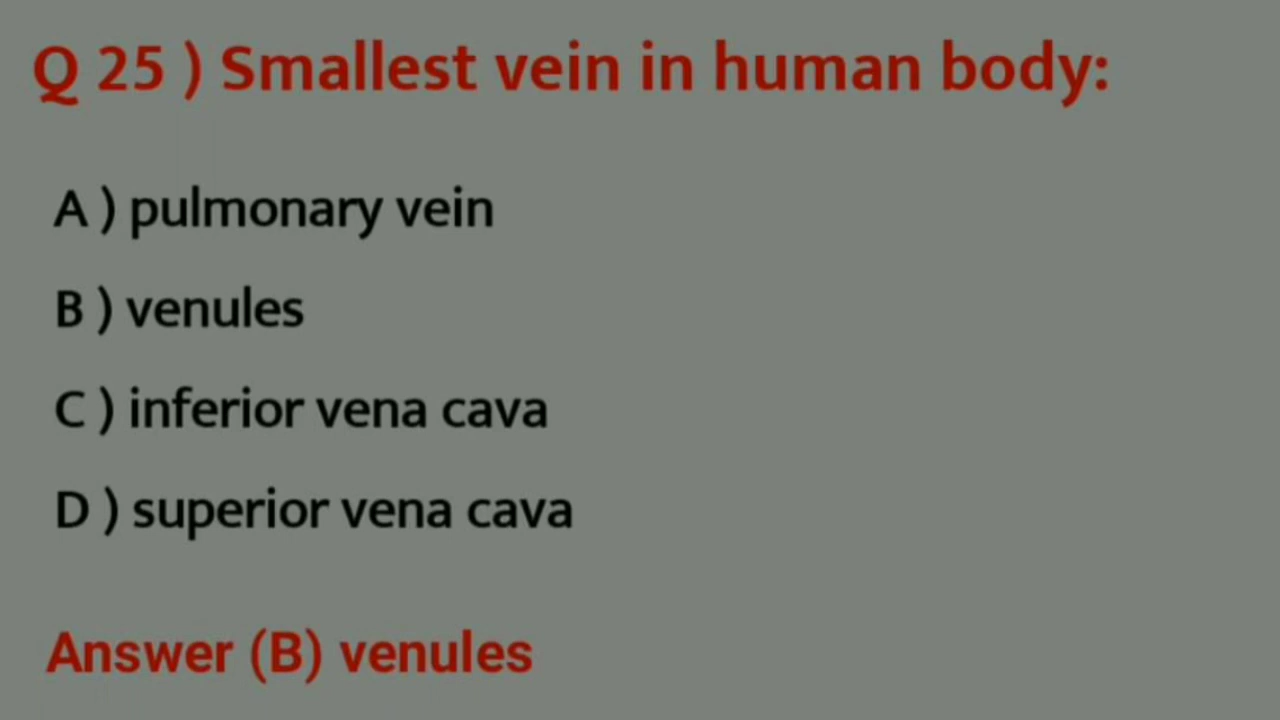 Q 25 ) Smallest vein in human body:
A ) pulmonary vein
B ) venules
C ) inferior vena cava
D ) superior vena cava
Answer (B) venules